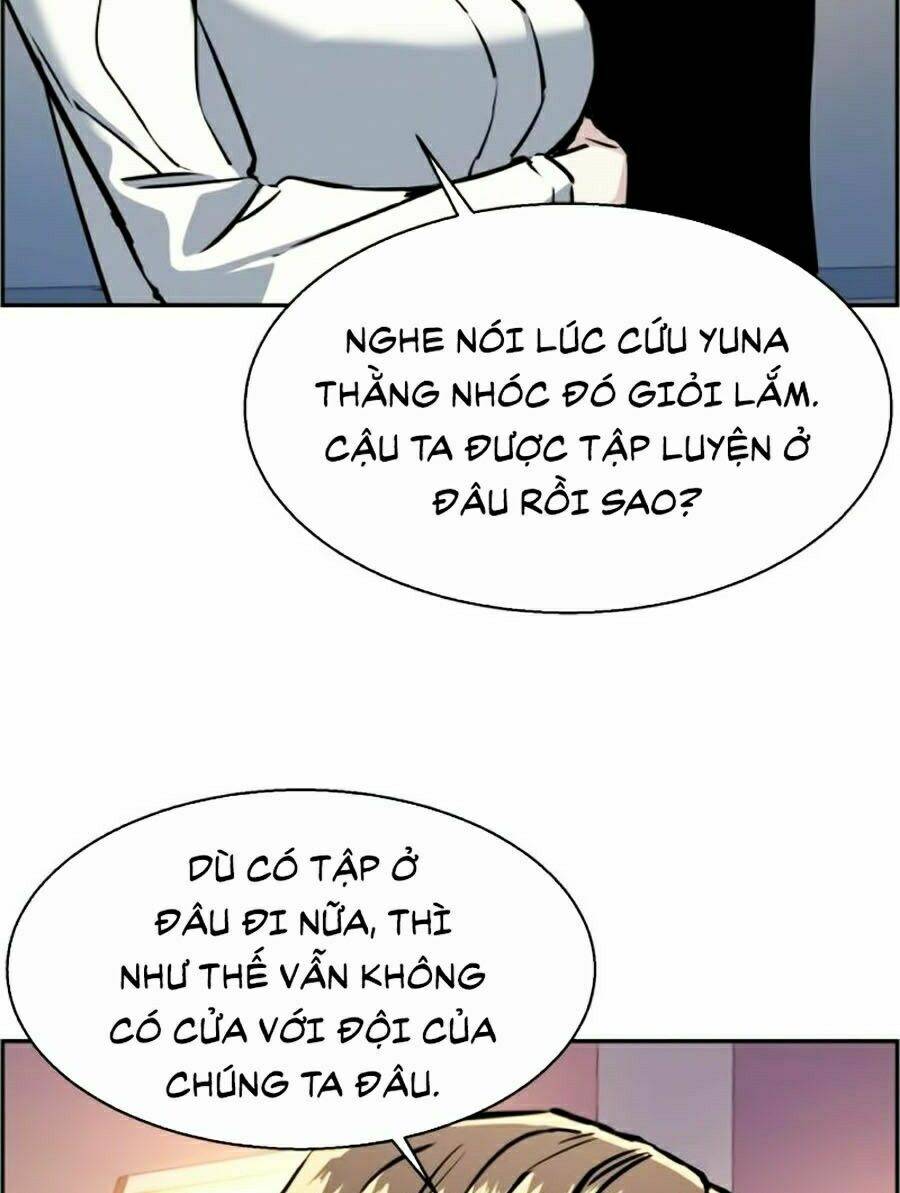 NGHE NÓI LÚC CỨU YUNA
THẰNG NHÓC ĐÓ GIỎI LẮM.
CẬU TA ĐƯỢC TẬP LUYỆN Ở
ĐÂU RỒI SAO?
DÙ CÓ TẬP Ở
ĐÂU ĐI NỮA, THÌ
NHƯ THẾ VẪN KHÔNG
CÓ CỬA VỚI ĐỘI CỦA
CHÚNG TA ĐÂU.